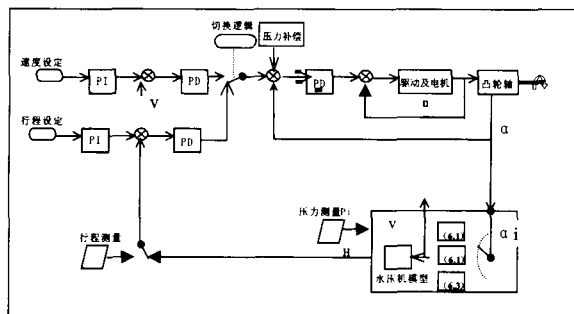 切换逻辑
压力补偿
速度设定
PI
PD
PD
驱动及电机
凸轮轴
V
n
行程设定
PI
PD
α
压力测量Pi
行程测量
V
(6.1)
α i
(6.1)
H
水压机模型
(6.3)